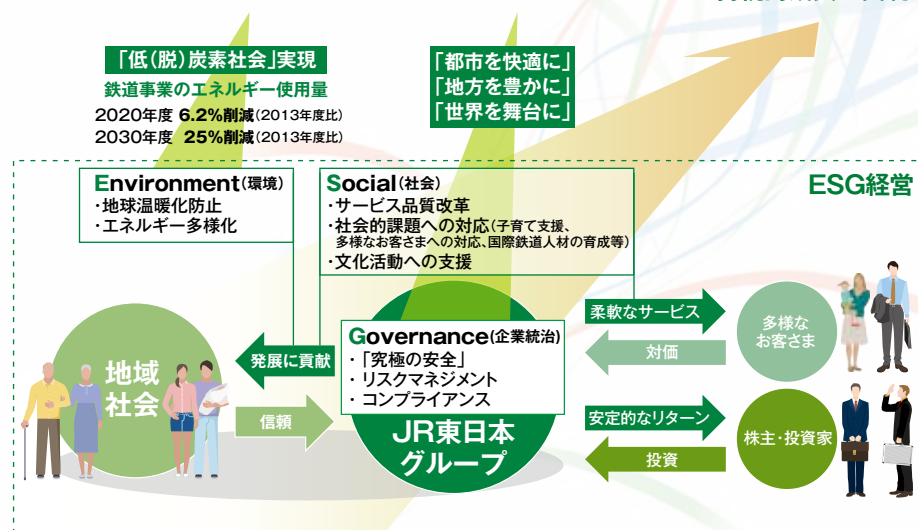 「低（脱）炭素社会」実現
鉄道事業のエネルギー使用量
2020年度 6.2%削減（2013年度比）
2030年度 25%削減（2013年度比）
「都市を快適に」
「地方を豊かに」
「世界を舞台に」
ESG経営
Environment（環境）
・地球温暖化防止
・エネルギー多様化
Social（社会）
・サービス品質改革
・社会的課題への対応（子育て支援、
多様なお客さまへの対応、国際鉄道人材の育成等）
・文化活動への支援
Governance（企業統治）
・「究極の安全」
・リスクマネジメント
・コンプライアンス
JR東日本
グループ
地域
社会
発展に貢献
信頼
柔軟なサービス
対価
多様な
お客さま
安定的なリターン
投資
株主・投資家